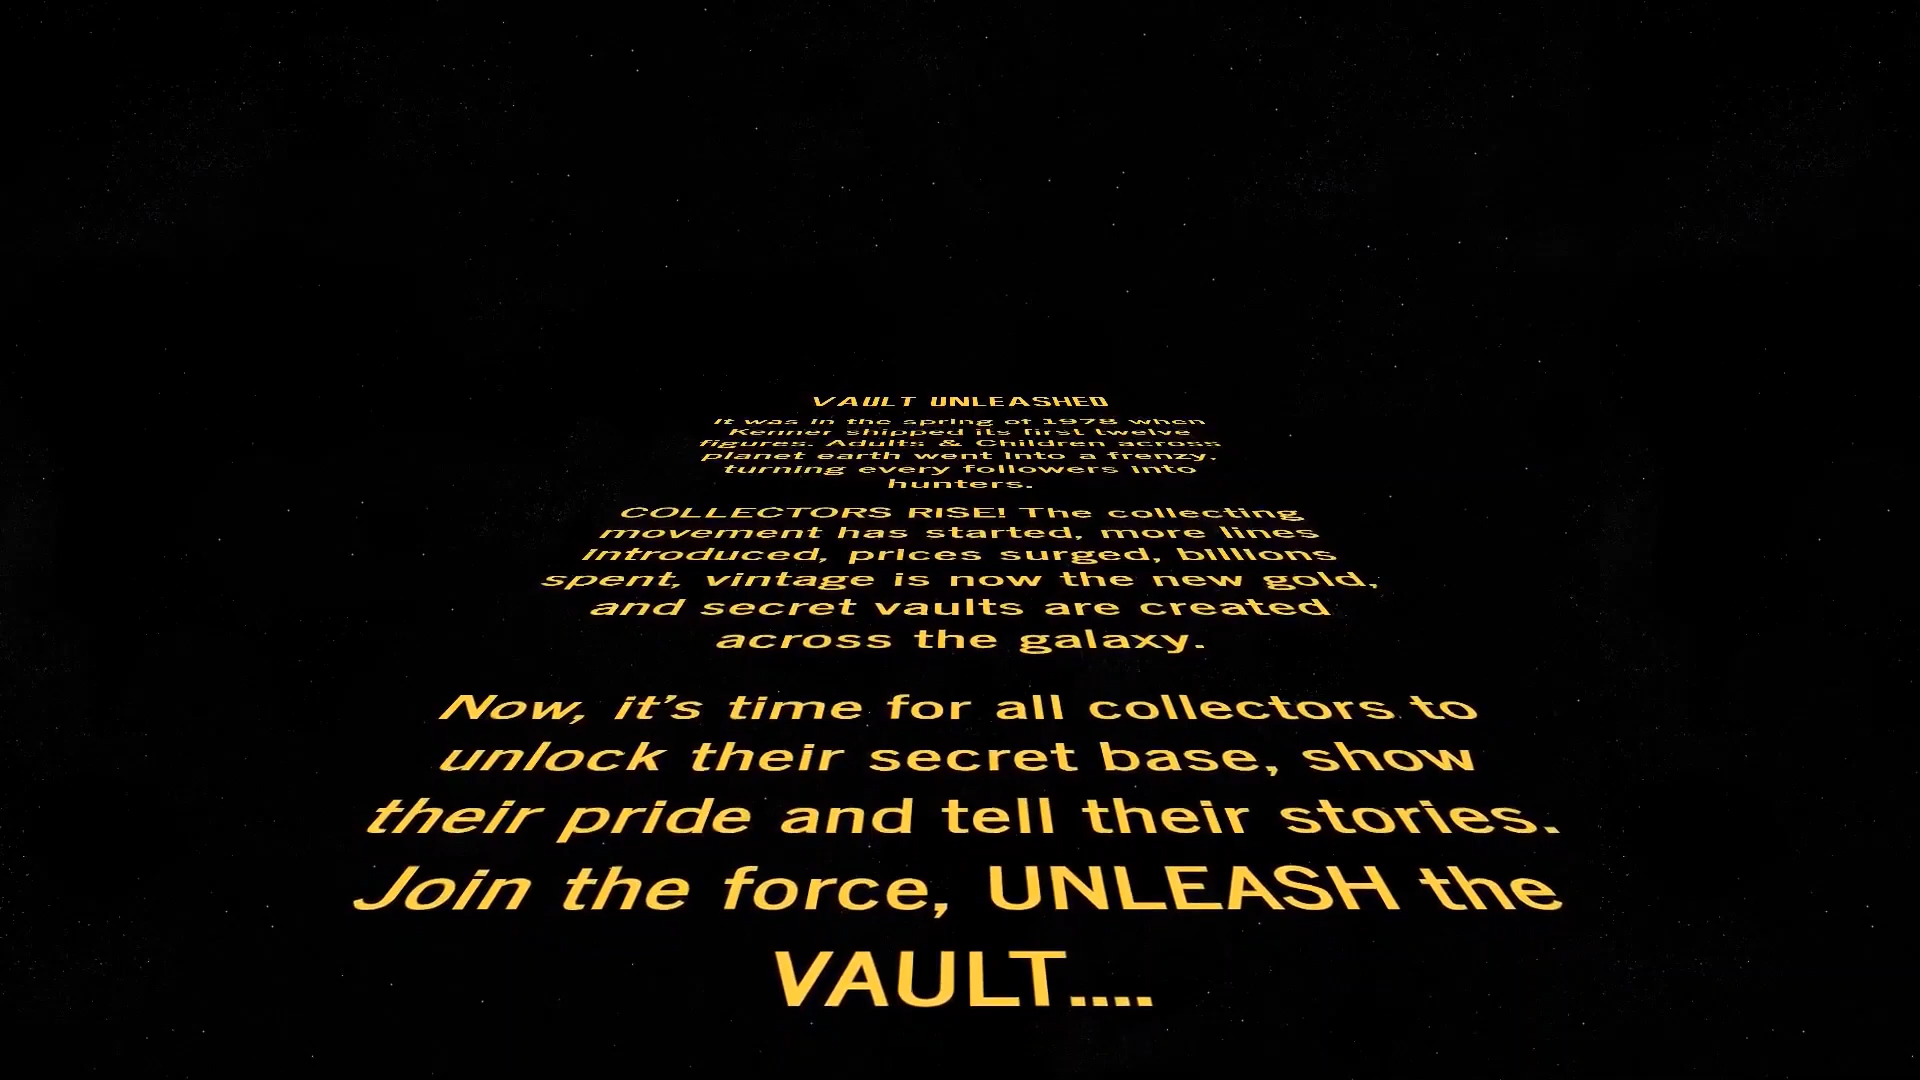 VAULT UNLEASHED
It was in the spring of 1978 when
Kenner shipped its first twelve
figures. Adults & Children across
planet earth went into a frenzy,
turning every followers into
hunters.
COLLECTORS RISE! The collecting
movement has started, more lines
introduced, prices surged, billions
spent, vintage is now the new gold,
and secret vaults are created
across the galaxy.
Now, it’s time for all collectors to
unlock their secret base, show
their pride and tell their stories.
Join the force, UNLEASH the
VAULT....